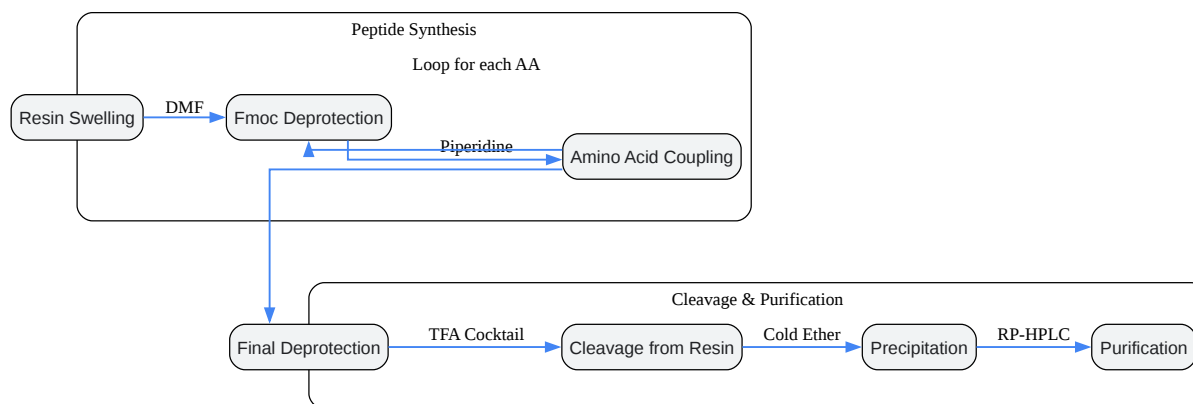 Peptide Synthesis
Loop for each AA
Resin Swelling
DMF
Fmoc Deprotection
Piperidine
Amino Acid Coupling
Cleavage & Purification
Final Deprotection
TFA Cocktail
Cleavage from Resin
Cold Ether
Precipitation
RP-HPLC
Purification